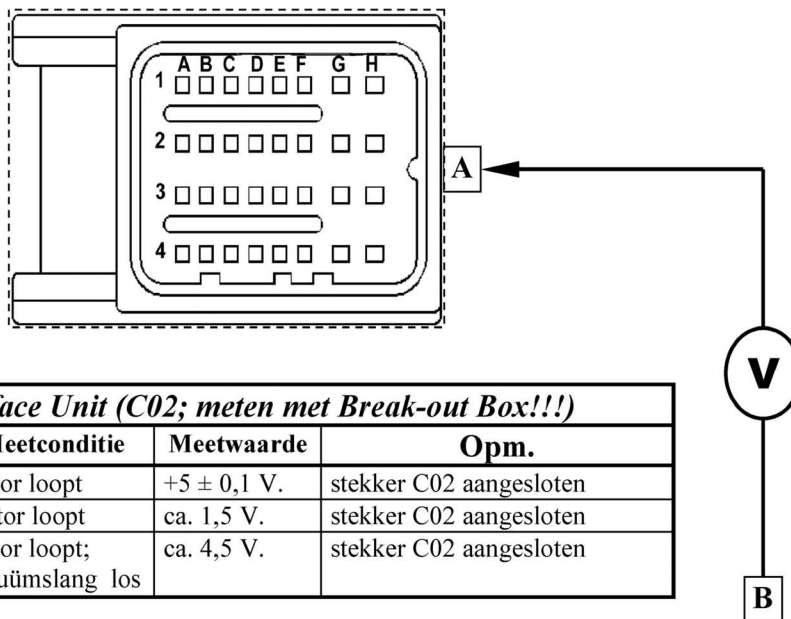 A B C D E F G H
1
2
3
4
A
V
face Unit (C02; meten met Break-out Box!!!)
Meetconditie Meetwaarde Opm.
or loopt +5 ± 0,1 V. stekker C02 aangesloten
tor loopt ca. 1,5 V. stekker C02 aangesloten
or loopt; ca. 4,5 V. stekker C02 aangesloten
uümslang los
B